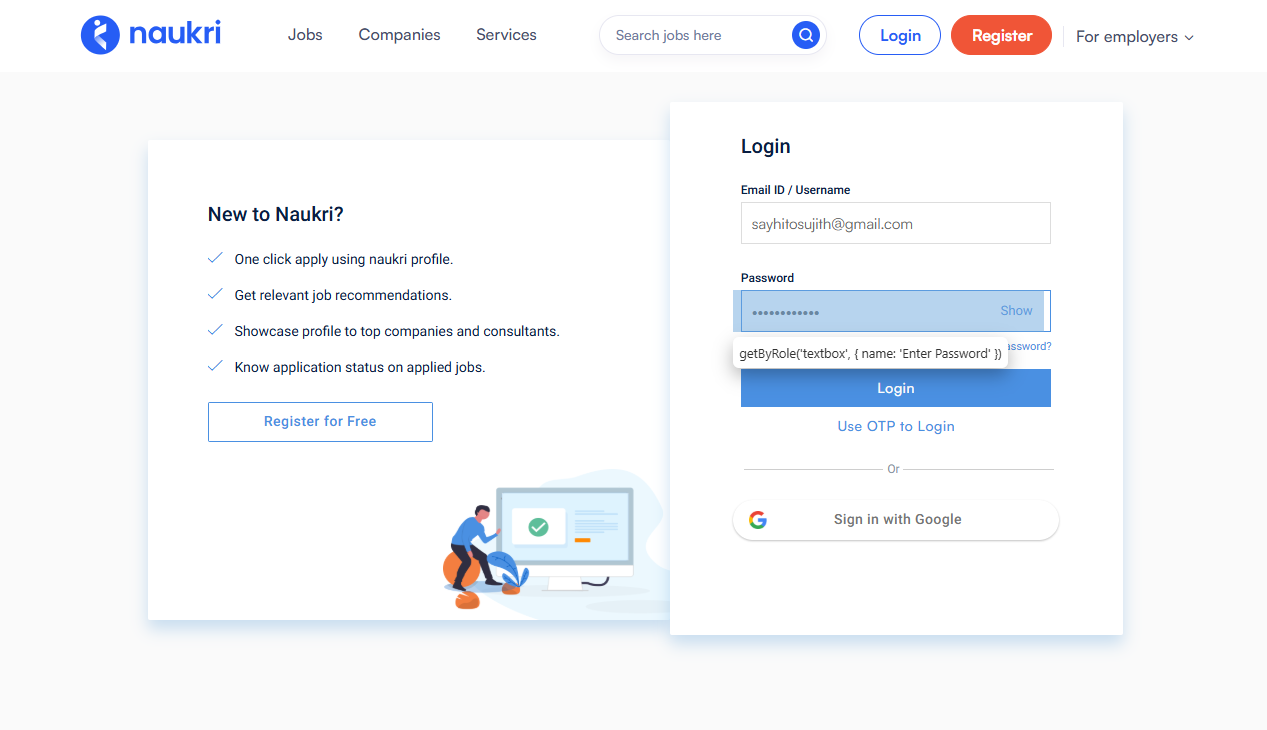 naukri
Jobs
Companies
Services
Search jobs here
Login
Register
For employers
New to Naukri?
One click apply using naukri profile.
Get relevant job recommendations.
Showcase profile to top companies and consultants.
Know application status on applied jobs.
Register for Free
Login
Email ID / Username
sayhitosujith@gmail.com
Password
••••••••••••
Show
assword?
getByRole('textbox', { name: 'Enter Password' })
Login
Use OTP to Login
Or
Sign in with Google